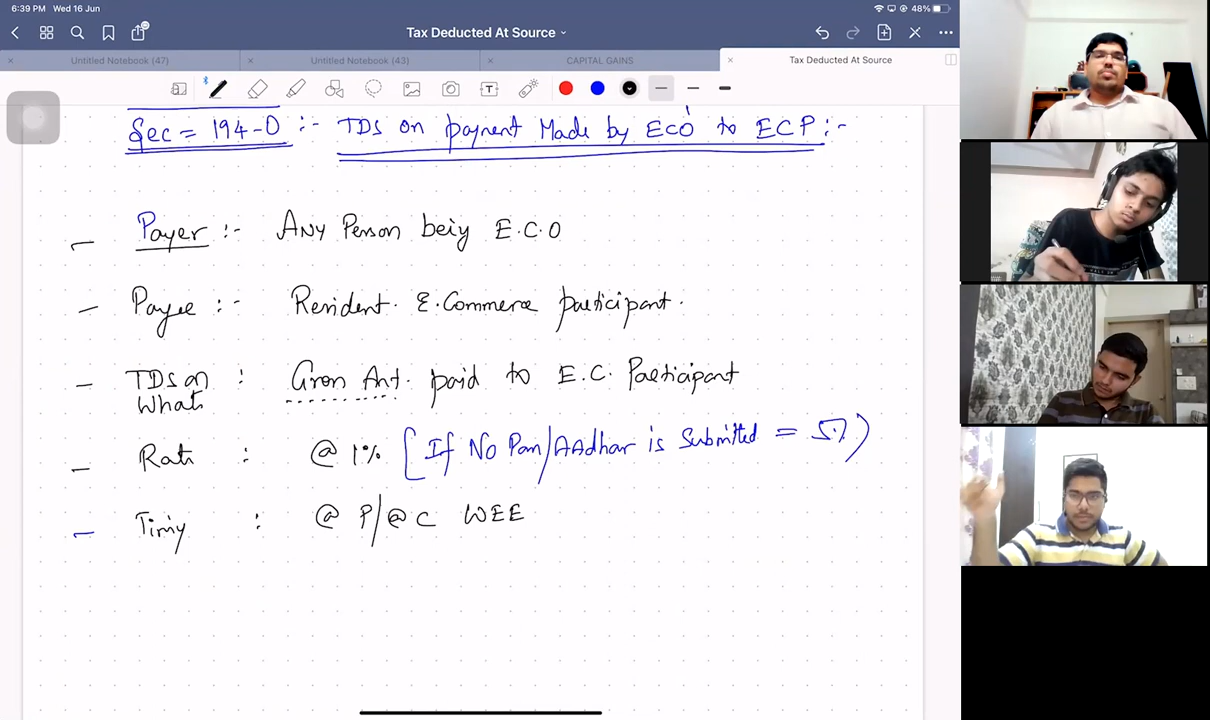 6:39 PM Wed 16 Jun
48%
Tax Deducted At Source
Untitled Notebook (47)
Untitled Notebook (43)
CAPITAL GAINS
Tax Deducted At Source
Sec = 194-O :- TDS on payment Made by ECO to ECP :-
- Payer :- Any Person being E.C.O
- Payee :- Resident E.Commerce participant.
- TDS on What : Gross Amt. paid to E.C. Participant
- Rate : @ 1% [If No Pan/AAdhar is Submitted = 5%)
- Timing : @ P/@ C WEE